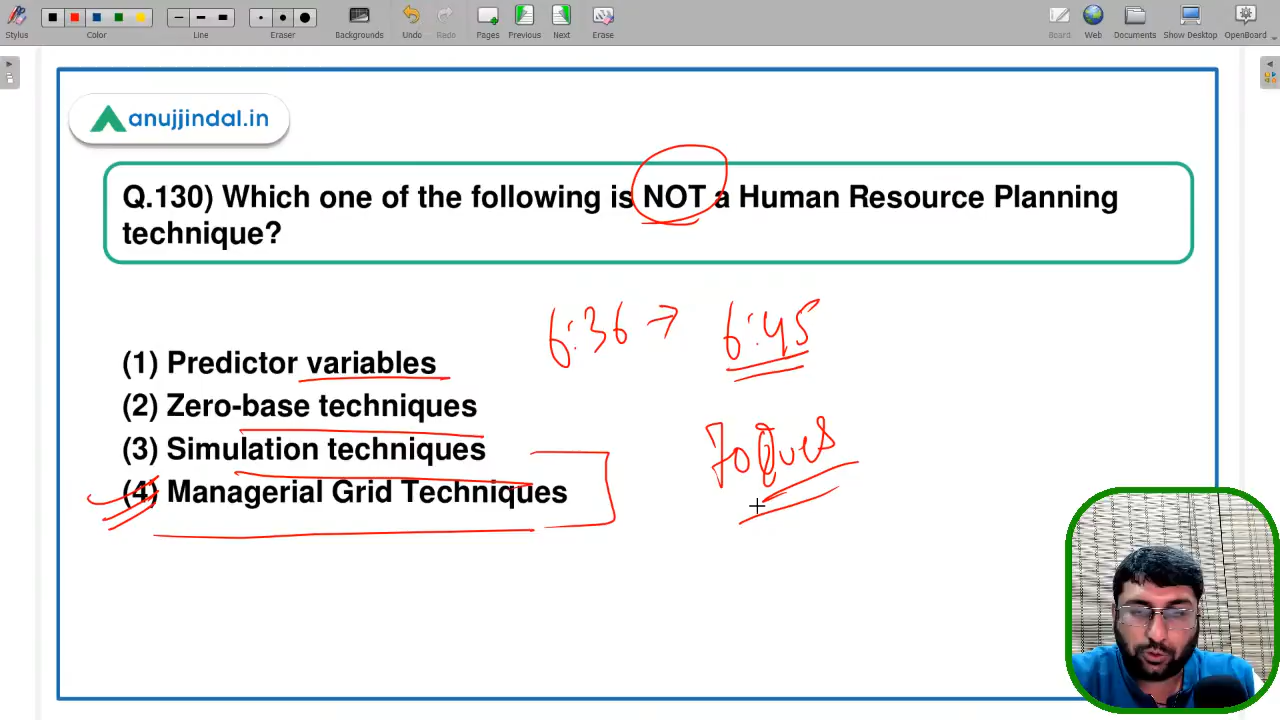 Stylus
Color
Line
Eraser
Backgrounds
Undo
Redo
Pages
Previous
Next
Erase
Board
Web
Documents
Show Desktop
OpenBoard
anujjindal.in
Q.130) Which one of the following is NOT a Human Resource Planning
technique?
6:36 → 6:45
(1) Predictor variables
(2) Zero-base techniques
70 Ques
(3) Simulation techniques
(4) Managerial Grid Techniques